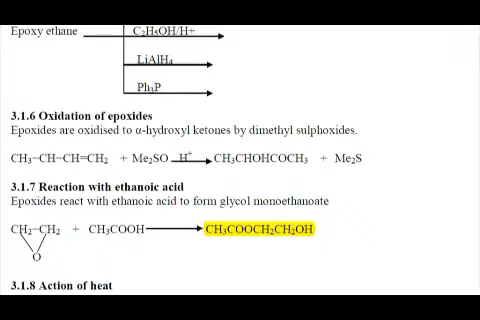 Epoxy ethane
C₂H₅OH/H+
LiAlH₄
Ph₃P
3.1.6 Oxidation of epoxides
Epoxides are oxidised to α-hydroxyl ketones by dimethyl sulphoxides.
CH₃−CH−CH=CH₂ + Me₂SO H⁺ CH₃CHOHCOCH₃ + Me₂S
3.1.7 Reaction with ethanoic acid
Epoxides react with ethanoic acid to form glycol monoethanoate
CH₂−CH₂ + CH₃COOH CH₃COOCH₂CH₂OH
O
3.1.8 Action of heat